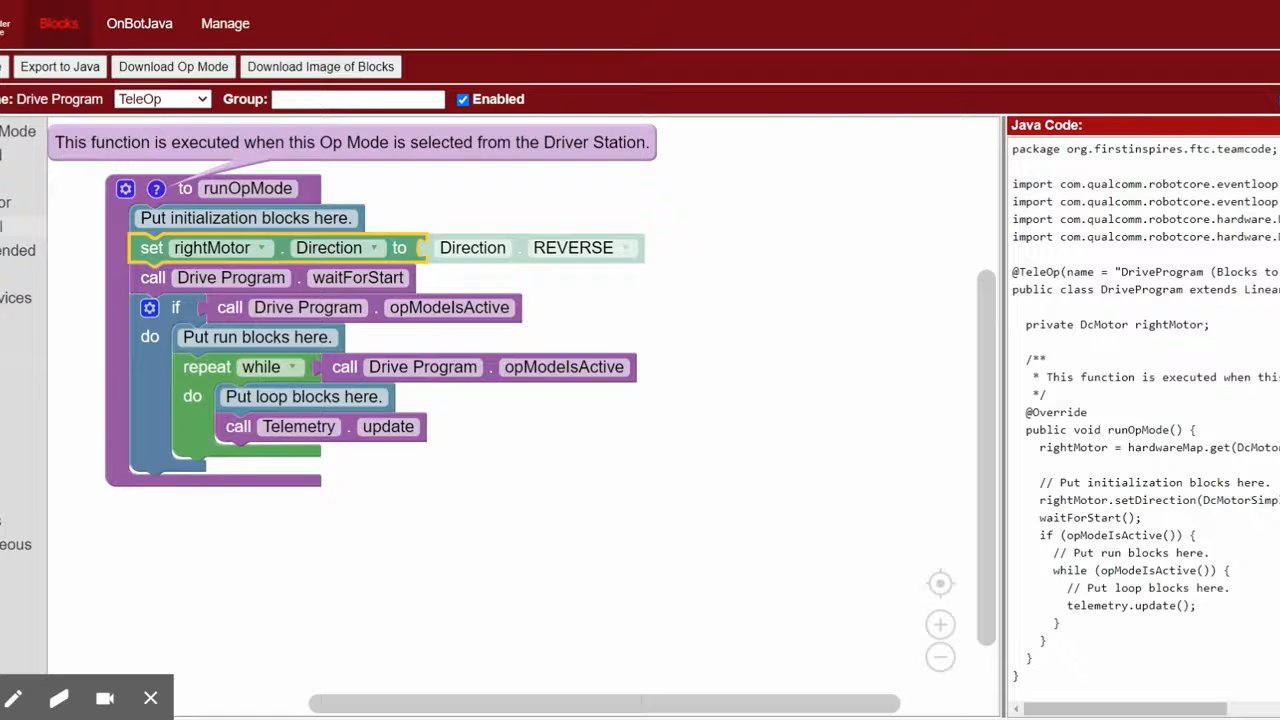 der
e
Blocks
OnBotJava
Manage
e
Export to Java
Download Op Mode
Download Image of Blocks
ne: Drive Program
TeleOp
Group:
Enabled
Mode
l
or
l
ended
vices
s
eous
This function is executed when this Op Mode is selected from the Driver Station.
? to runOpMode
Put initialization blocks here.
set rightMotor . Direction to Direction . REVERSE
call Drive Program . waitForStart
if call Drive Program . opModeIsActive
do Put run blocks here.
repeat while call Drive Program . opModeIsActive
do Put loop blocks here.
call Telemetry . update
Java Code:
package org.firstinspires.ftc.teamcode;
import com.qualcomm.robotcore.eventloop
import com.qualcomm.robotcore.eventloop
import com.qualcomm.robotcore.hardware.
import com.qualcomm.robotcore.hardware.
@TeleOp(name = "DriveProgram (Blocks to
public class DriveProgram extends Linea
private DcMotor rightMotor;
/**
* This function is executed when this
*/
@Override
public void runOpMode() {
rightMotor = hardwareMap.get(DcMoto
// Put initialization blocks here.
rightMotor.setDirection(DcMotorSimpl
waitForStart();
if (opModeIsActive()) {
// Put run blocks here.
while (opModeIsActive()) {
// Put loop blocks here.
telemetry.update();
}
}
}
}